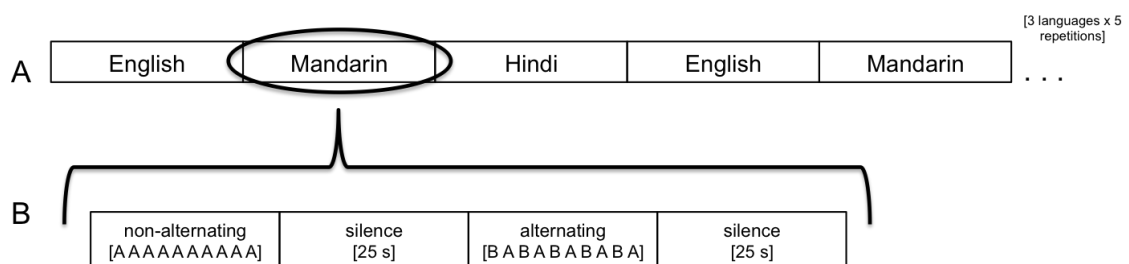 [3 languages x 5
repetitions]
A English Mandarin Hindi English Mandarin . . .
B
non-alternating silence alternating silence
[A A A A A A A A A A] [25 s] [B A B A B A B A B A] [25 s]